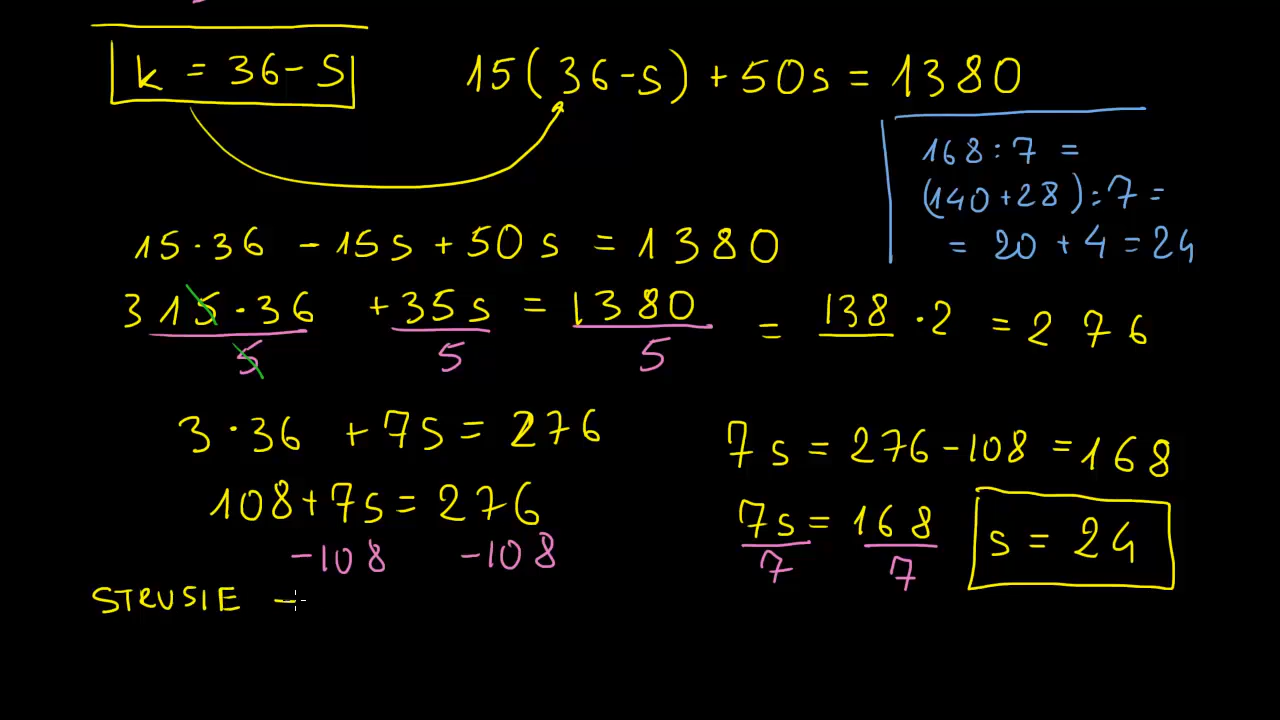 k = 36 - S
15(36-s) + 50s = 1380
168 : 7 =
(140 + 28) : 7 =
= 20 + 4 = 24
15 · 36 - 15s + 50s = 1380
3 15 · 36 + 35s = 1380 = 138 · 2 = 276
5 5 5
3 · 36 + 7s = 276
108 + 7s = 276
-108 -108
7s = 276 - 108 = 168
7s = 168
7 7
s = 24
STRUSIE -